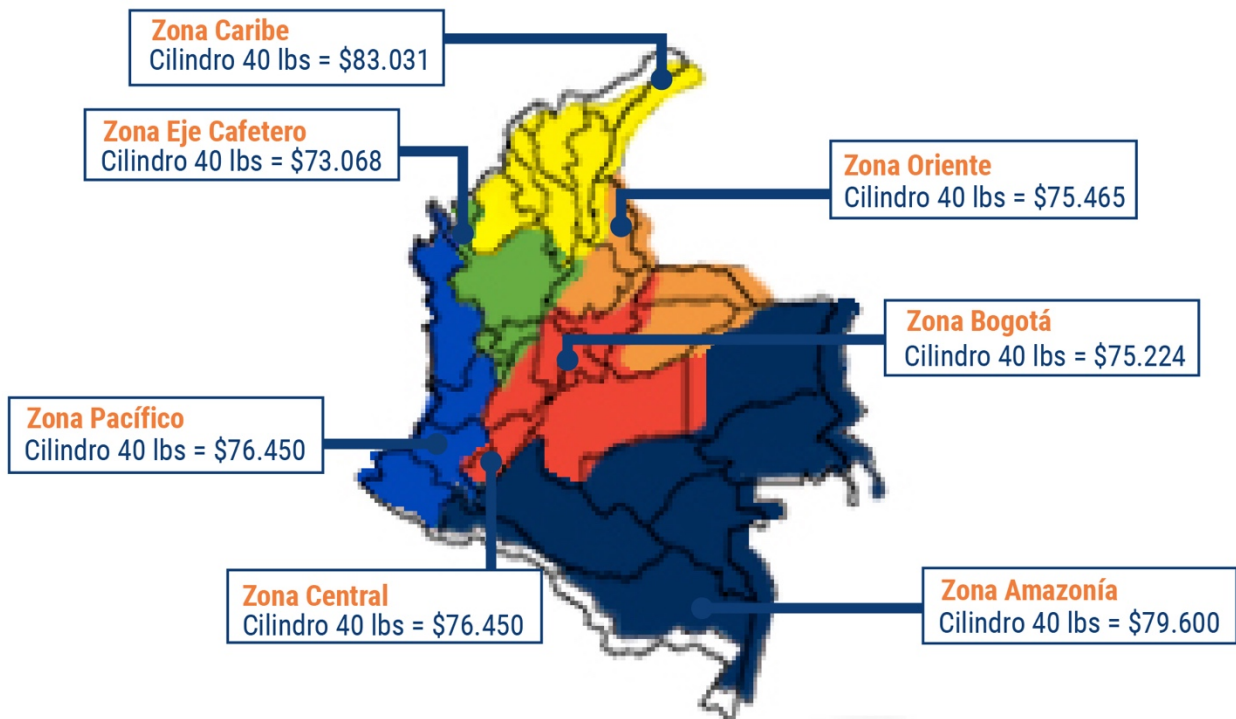 Zona Caribe
Cilindro 40 lbs = $83.031
Zona Eje Cafetero
Cilindro 40 lbs = $73.068
Zona Oriente
Cilindro 40 lbs = $75.465
Zona Bogotá
Cilindro 40 lbs = $75.224
Zona Pacífico
Cilindro 40 lbs = $76.450
Zona Central
Cilindro 40 lbs = $76.450
Zona Amazonía
Cilindro 40 lbs = $79.600